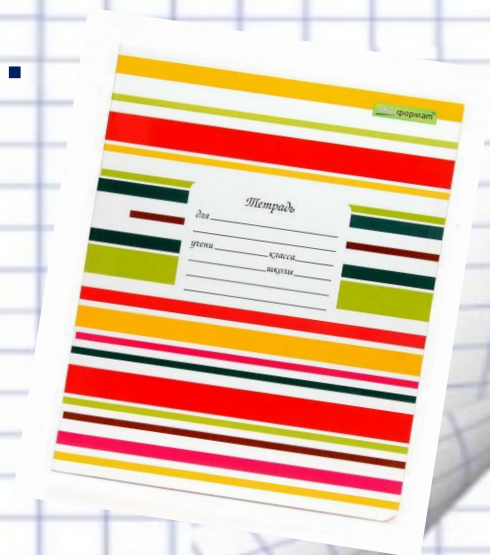 формат
Тетрадь
для
учени класса
школы